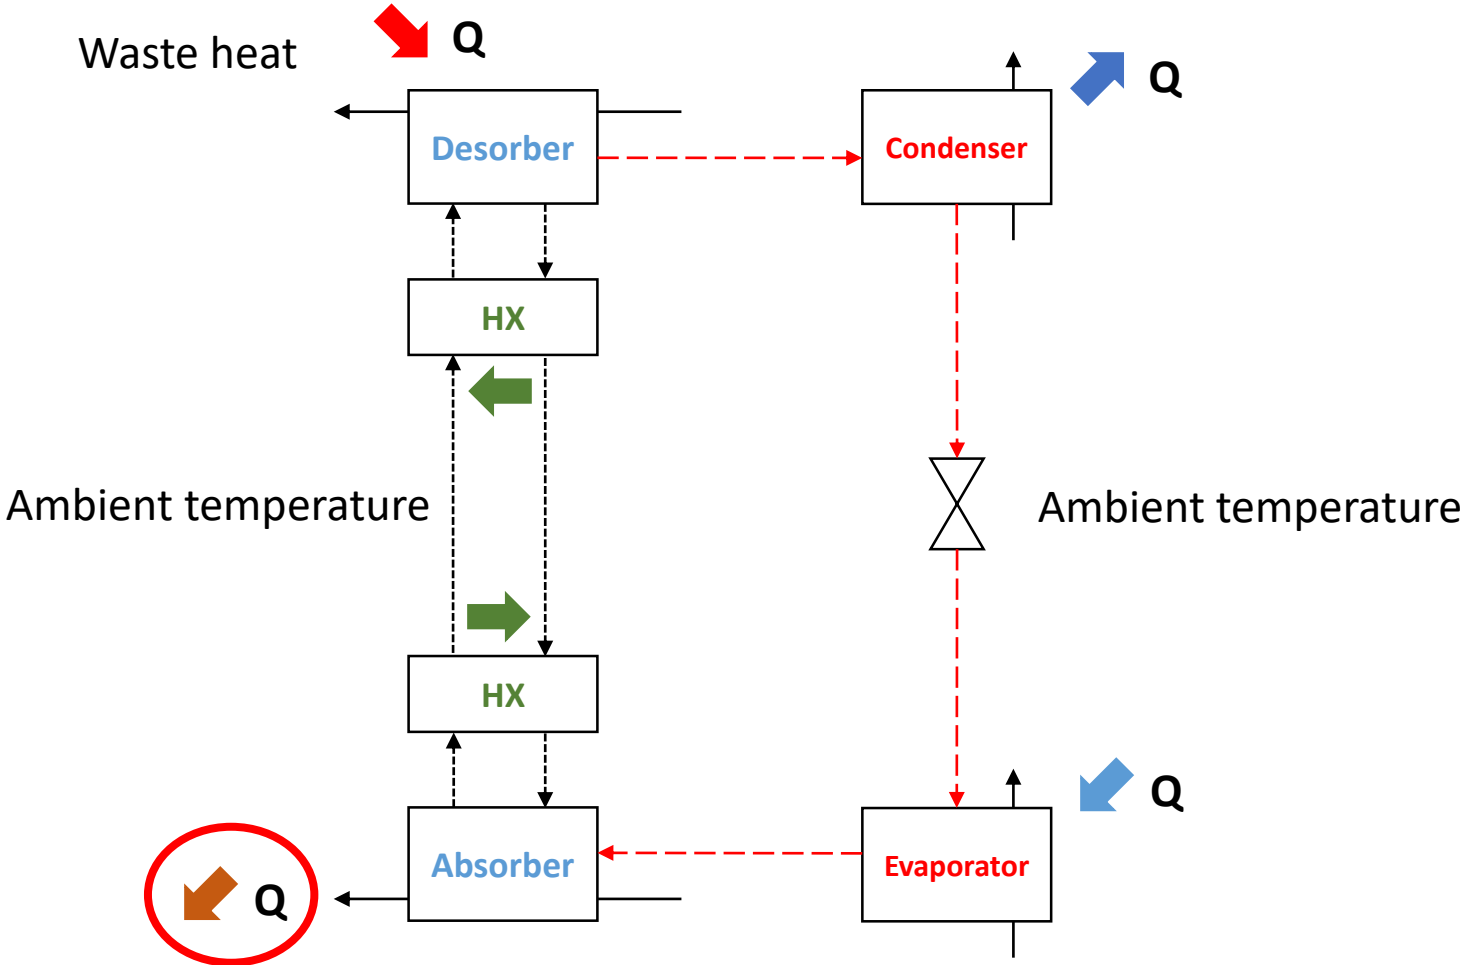 Waste heat
Q
Q
Desorber
Condenser
HX
Ambient temperature
Ambient temperature
HX
Q
Absorber
Evaporator
Q